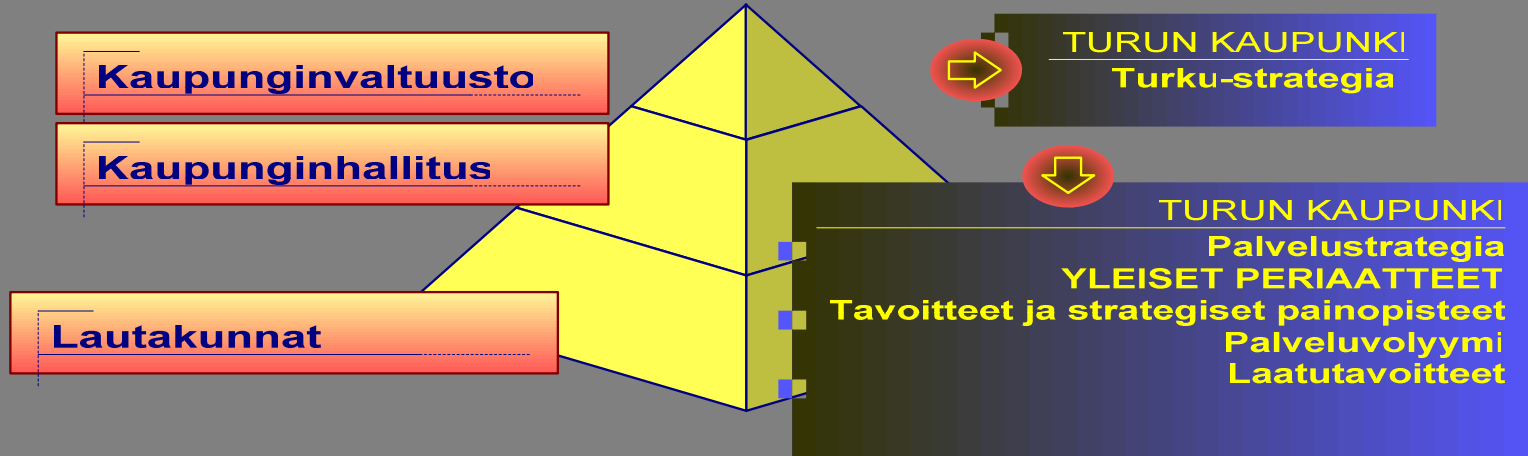 Kaupunginvaltuusto
Kaupunginhallitus
Lautakunnat
TURUN KAUPUNKI
Turku-strategia
TURUN KAUPUNKI
Palvelustrategia
YLEISET PERIAATTEET
Tavoitteet ja strategiset painopisteet
Palveluvolyymi
Laatutavoitteet